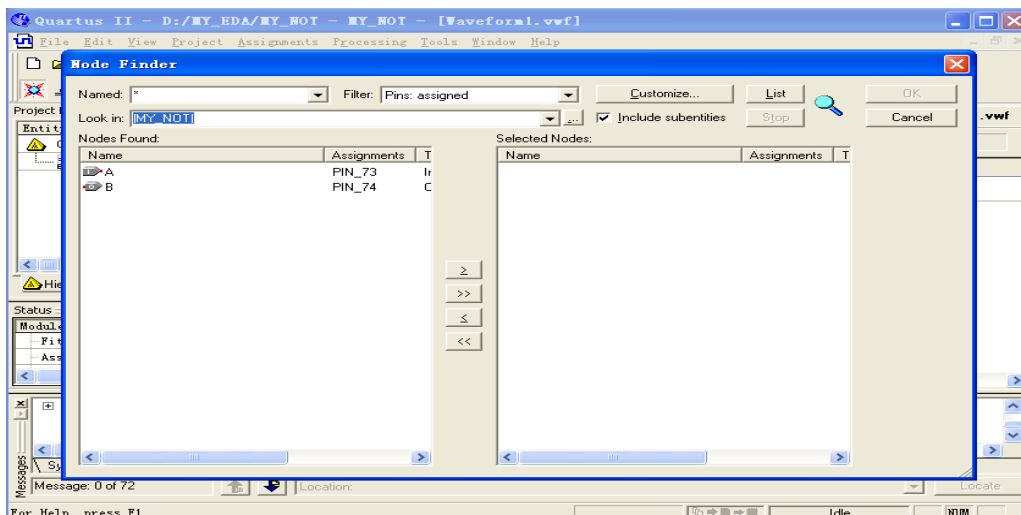 Quartus II - D:/MY_EDA/MY_NOT - MY_NOT - [Waveform1.vwf]
File Edit View Project Assignments Processing Tools Window Help
Node Finder
Named: * Filter: Pins: assigned Customize... List OK
Project
Look in: |MY_NOT| ... Include subentities Stop Cancel .vwf
Entit
Nodes Found: Selected Nodes:
Name Assignments T Name Assignments T
A PIN_73 Ir
B PIN_74 C
≥
>>
Hie
≤
Status
<<
Module
Fit
Ass
Messages
Sy
Message: 0 of 72 Location: Locate
For Help, press F1 Idle NUM